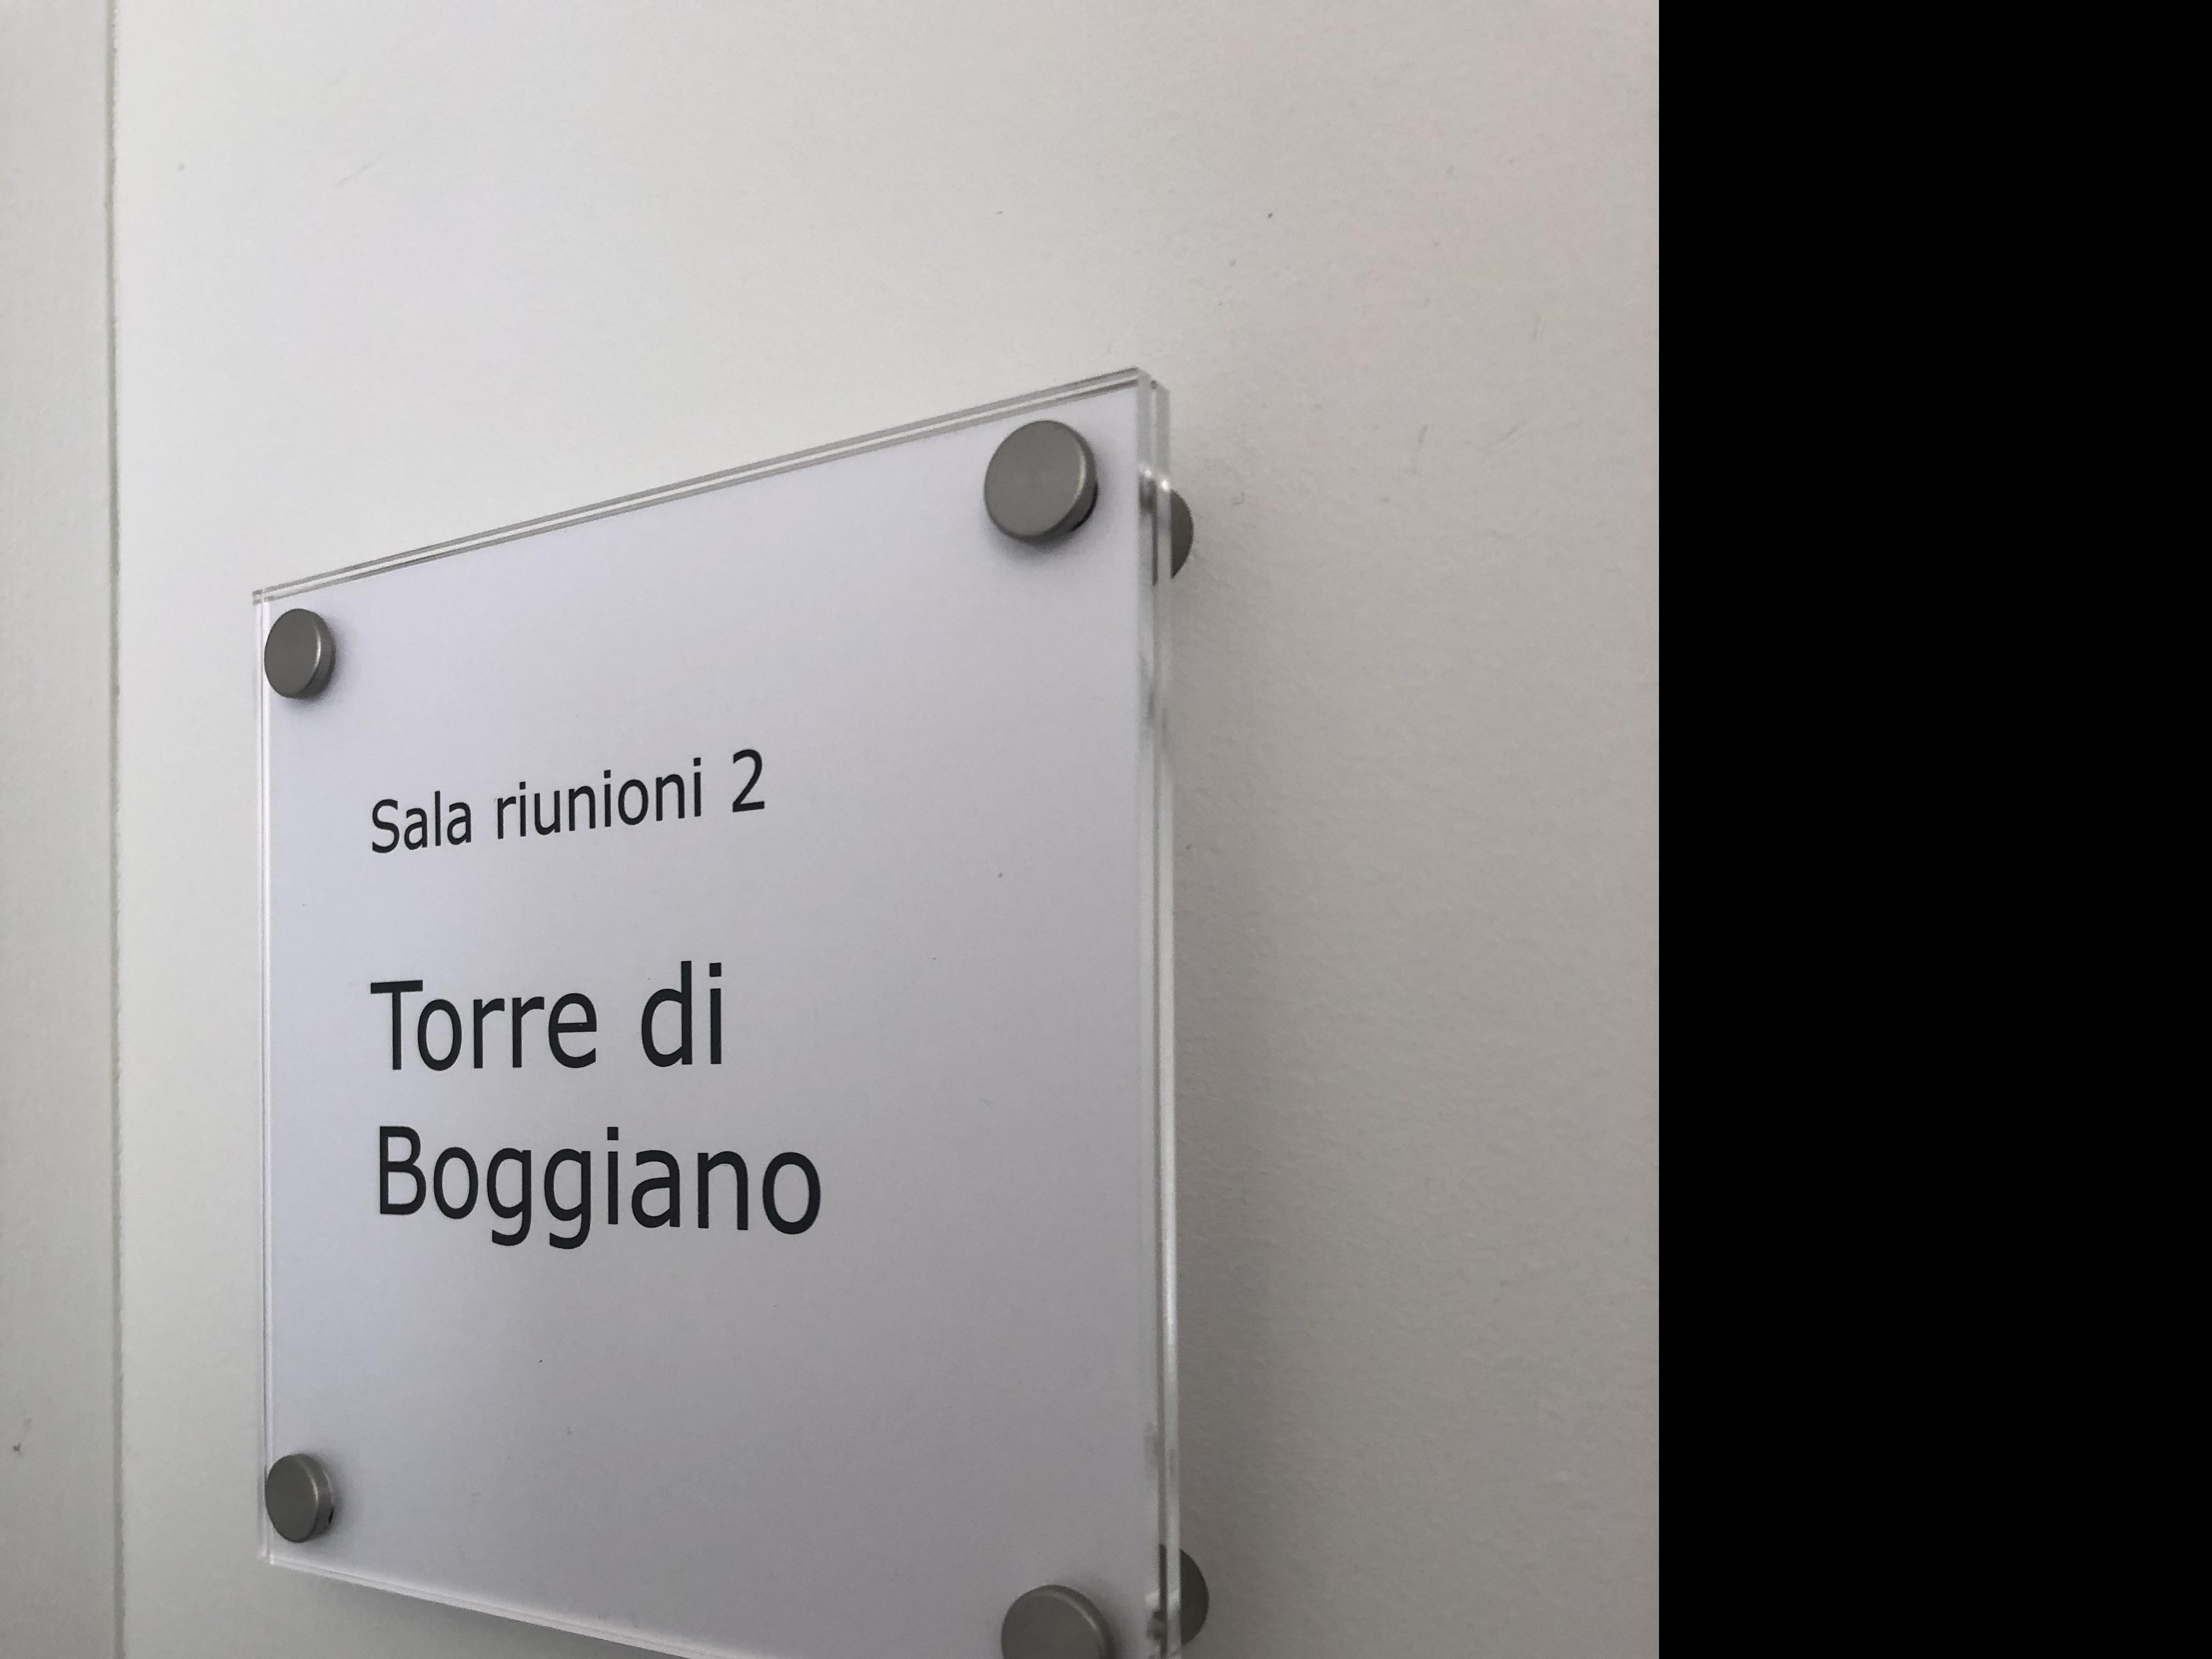 Sala riunioni 2
Torre di
Boggiano